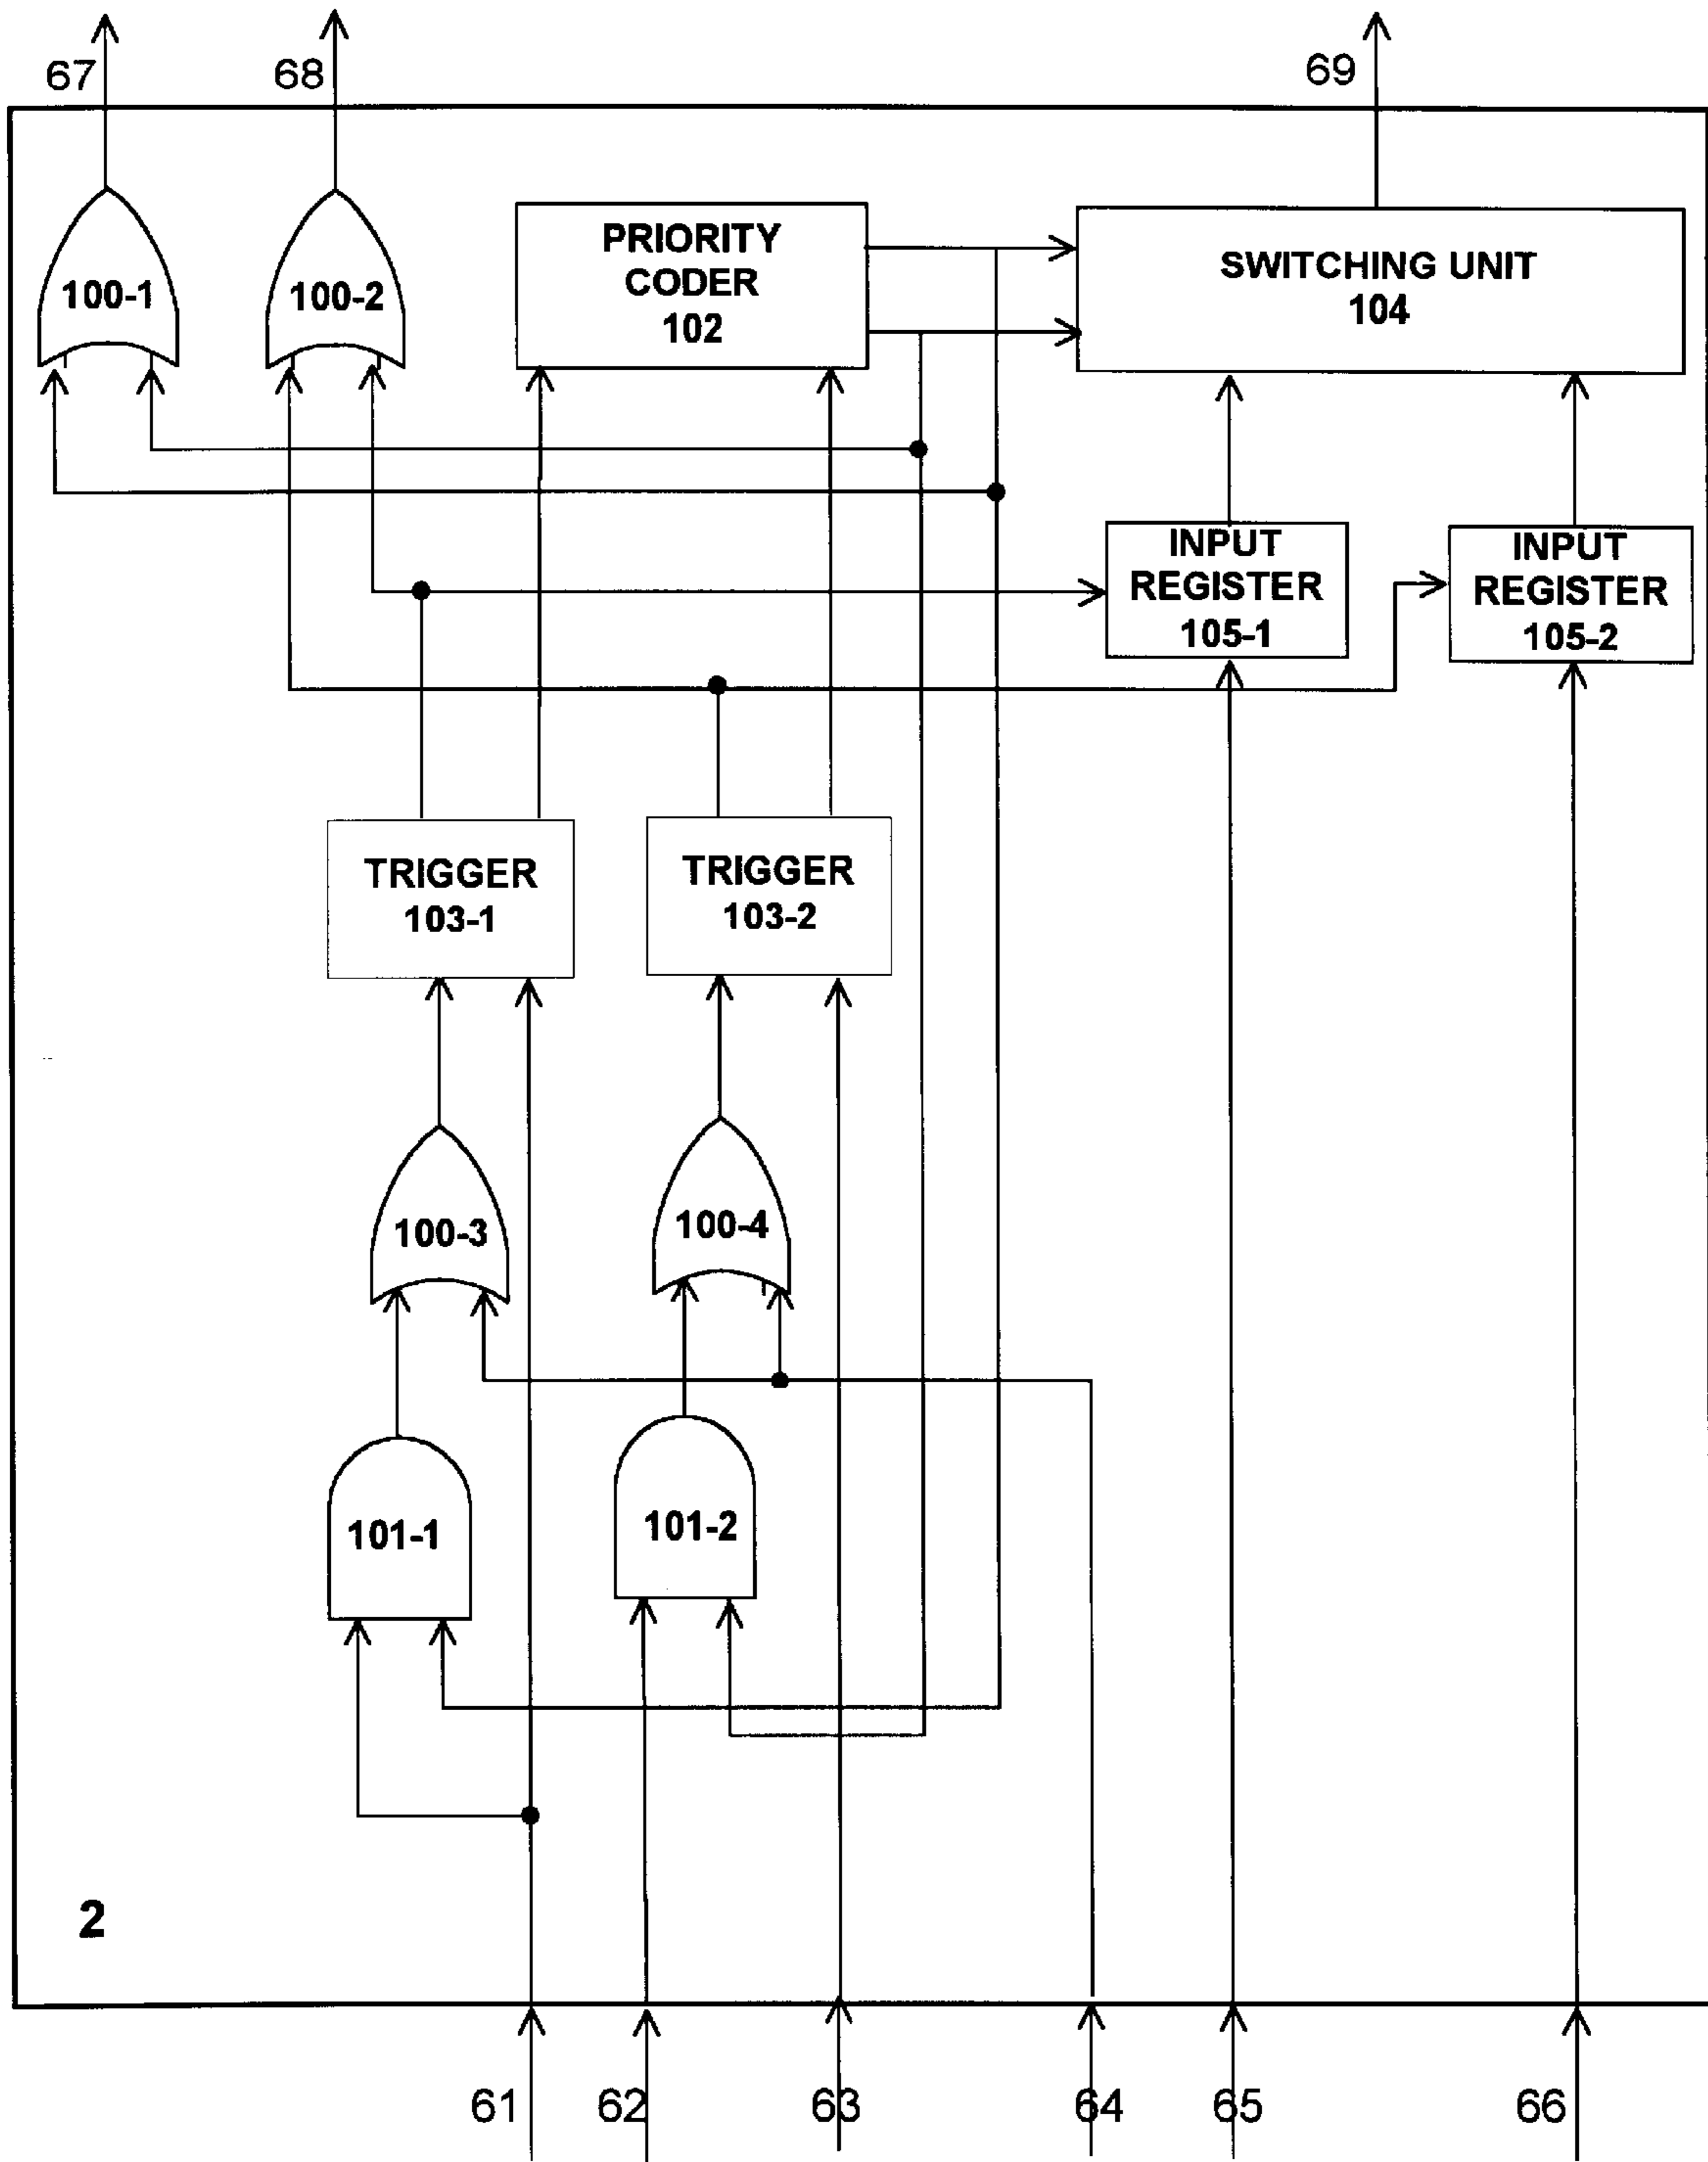 67
68
69
100-1
100-2
PRIORITY
CODER
102
SWITCHING UNIT
104
INPUT
REGISTER
105-1
INPUT
REGISTER
105-2
TRIGGER
103-1
TRIGGER
103-2
100-3
100-4
101-1
101-2
2
61
62
63
64
65
66